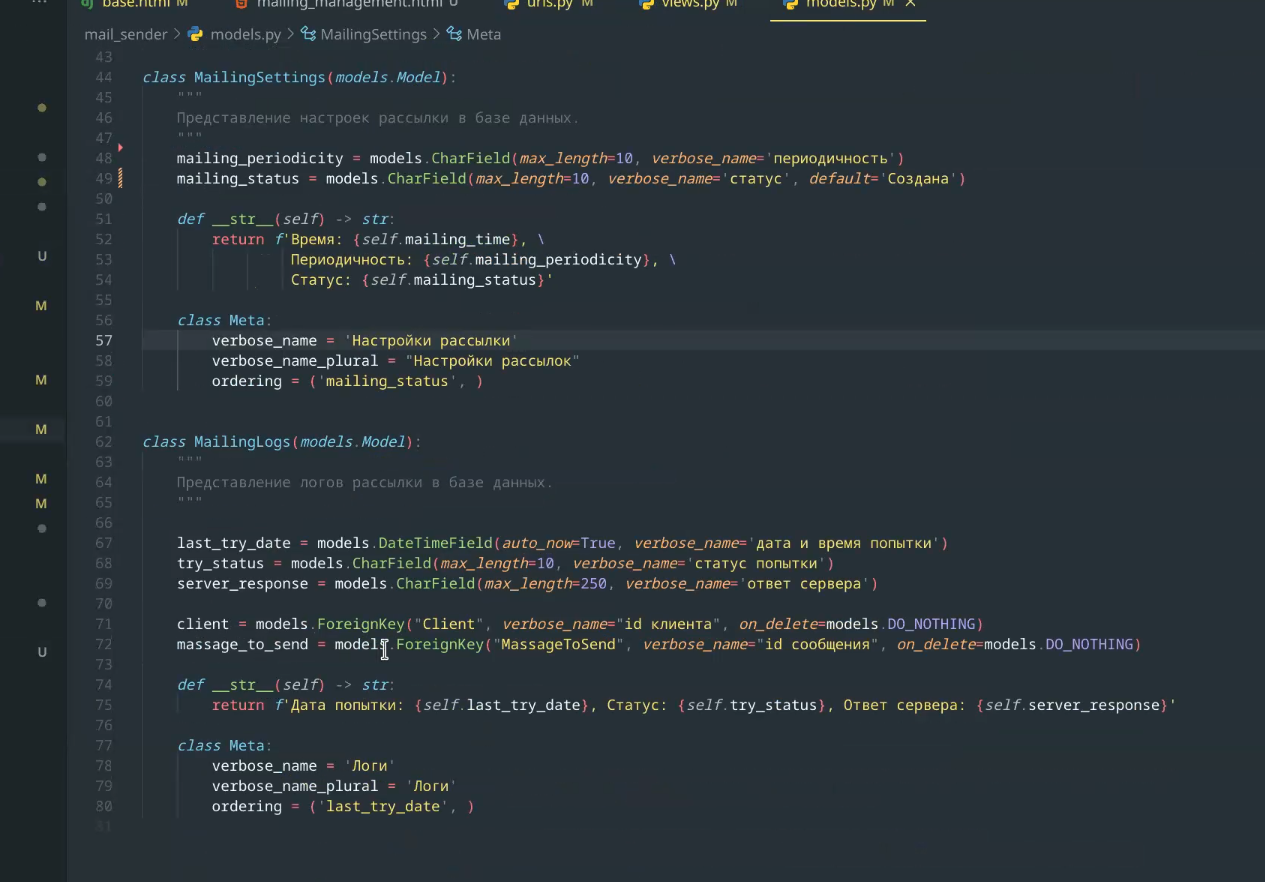 base.html M mailing_management.html U urls.py M views.py M models.py M ×
mail_sender > models.py > MailingSettings > Meta
43
44 class MailingSettings(models.Model):
45 """
46 Представление настроек рассылки в базе данных.
47 """
48 mailing_periodicity = models.CharField(max_length=10, verbose_name='периодичность')
49 mailing_status = models.CharField(max_length=10, verbose_name='статус', default='Создана')
50
51 def __str__(self) -> str:
52 return f'Время: {self.mailing_time}, \
53 Периодичность: {self.mailing_periodicity}, \
54 Статус: {self.mailing_status}'
55
56 class Meta:
57 verbose_name = 'Настройки рассылки'
58 verbose_name_plural = "Настройки рассылок"
59 ordering = ('mailing_status', )
60
61
62 class MailingLogs(models.Model):
63 """
64 Представление логов рассылки в базе данных.
65 """
66
67 last_try_date = models.DateTimeField(auto_now=True, verbose_name='дата и время попытки')
68 try_status = models.CharField(max_length=10, verbose_name='статус попытки')
69 server_response = models.CharField(max_length=250, verbose_name='ответ сервера')
70
71 client = models.ForeignKey("Client", verbose_name="id клиента", on_delete=models.DO_NOTHING)
72 massage_to_send = models.ForeignKey("MassageToSend", verbose_name="id сообщения", on_delete=models.DO_NOTHING)
73
74 def __str__(self) -> str:
75 return f'Дата попытки: {self.last_try_date}, Статус: {self.try_status}, Ответ сервера: {self.server_response}'
76
77 class Meta:
78 verbose_name = 'Логи'
79 verbose_name_plural = 'Логи'
80 ordering = ('last_try_date', )
81
U
M
M
M
M
M
U